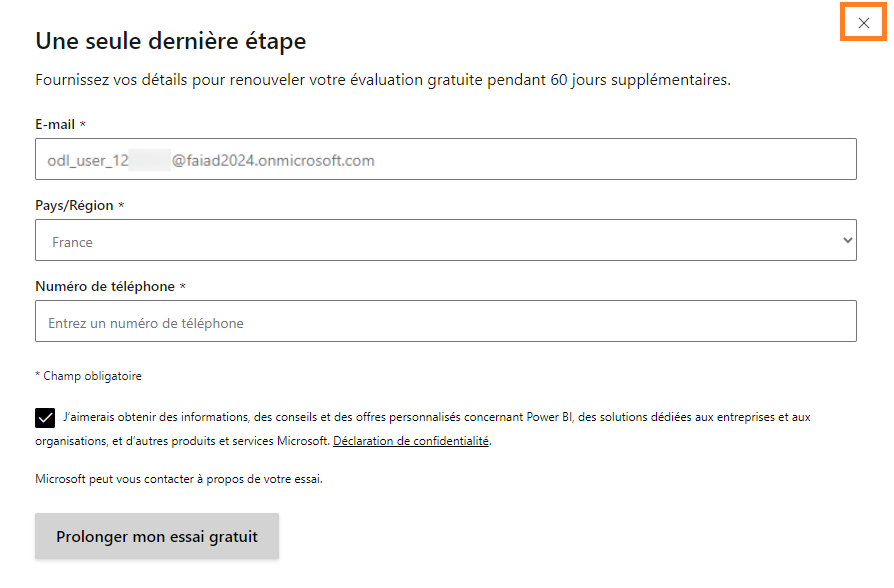 Une seule dernière étape
Fournissez vos détails pour renouveler votre évaluation gratuite pendant 60 jours supplémentaires.
E-mail *
odl_user_12 @faiad2024.onmicrosoft.com
Pays/Région *
France
Numéro de téléphone *
Entrez un numéro de téléphone
* Champ obligatoire
J'aimerais obtenir des informations, des conseils et des offres personnalisés concernant Power BI, des solutions dédiées aux entreprises et aux
organisations, et d'autres produits et services Microsoft. Déclaration de confidentialité.
Microsoft peut vous contacter à propos de votre essai.
Prolonger mon essai gratuit